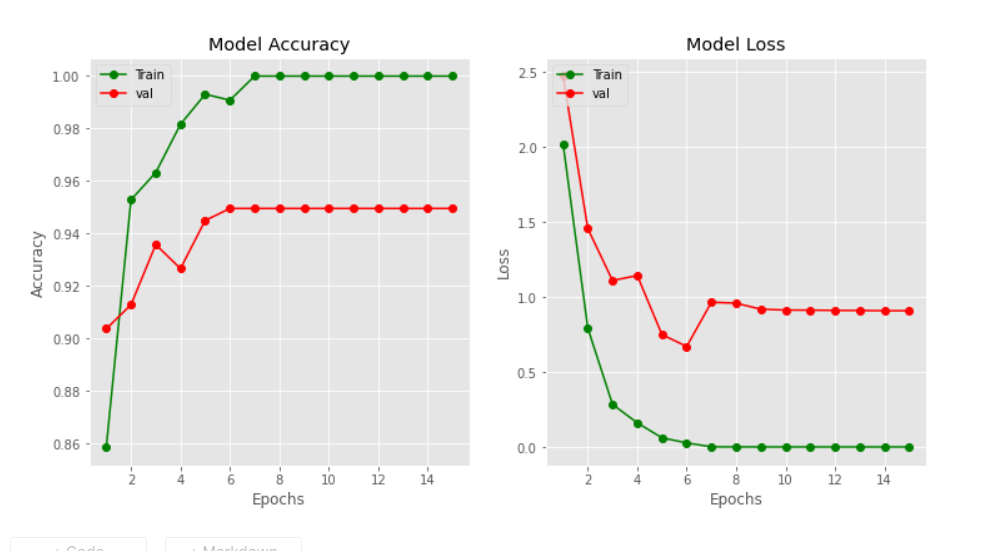 Model Accuracy
Train
val
1.00
0.98
0.96
0.94
0.92
0.90
0.88
0.86
Accuracy
2 4 6 8 10 12 14
Epochs
Model Loss
Train
val
2.5
2.0
1.5
1.0
0.5
0.0
Loss
2 4 6 8 10 12 14
Epochs
+ Code + Markdown